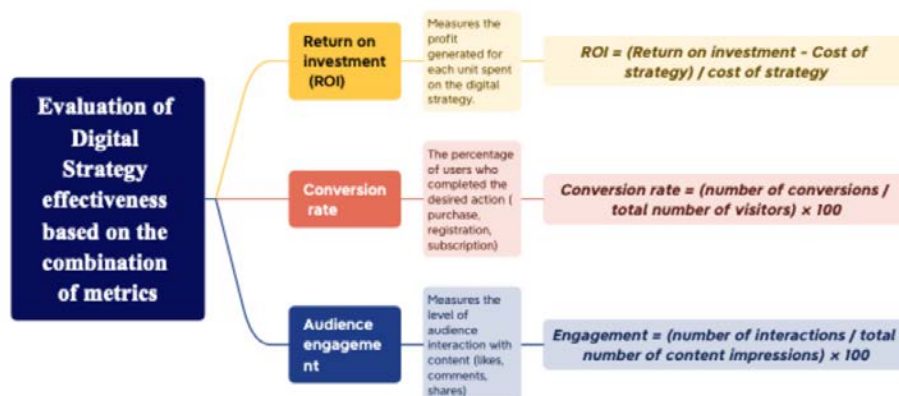 Evaluation of
Digital
Strategy
effectiveness
based on the
combination
of metrics
Return on
investment
(ROI)
Measures the
profit
generated for
each unit spent
on the digital
strategy.
ROI = (Return on investment - Cost of
strategy) / cost of strategy
Conversion
rate
The percentage
of users who
completed the
desired action (
purchase,
registration,
subscription)
Conversion rate = (number of conversions /
total number of visitors) × 100
Audience
engageme
nt
Measures the
level of
audience
interaction with
content (likes,
comments,
shares)
Engagement = (number of interactions / total
number of content impressions) × 100